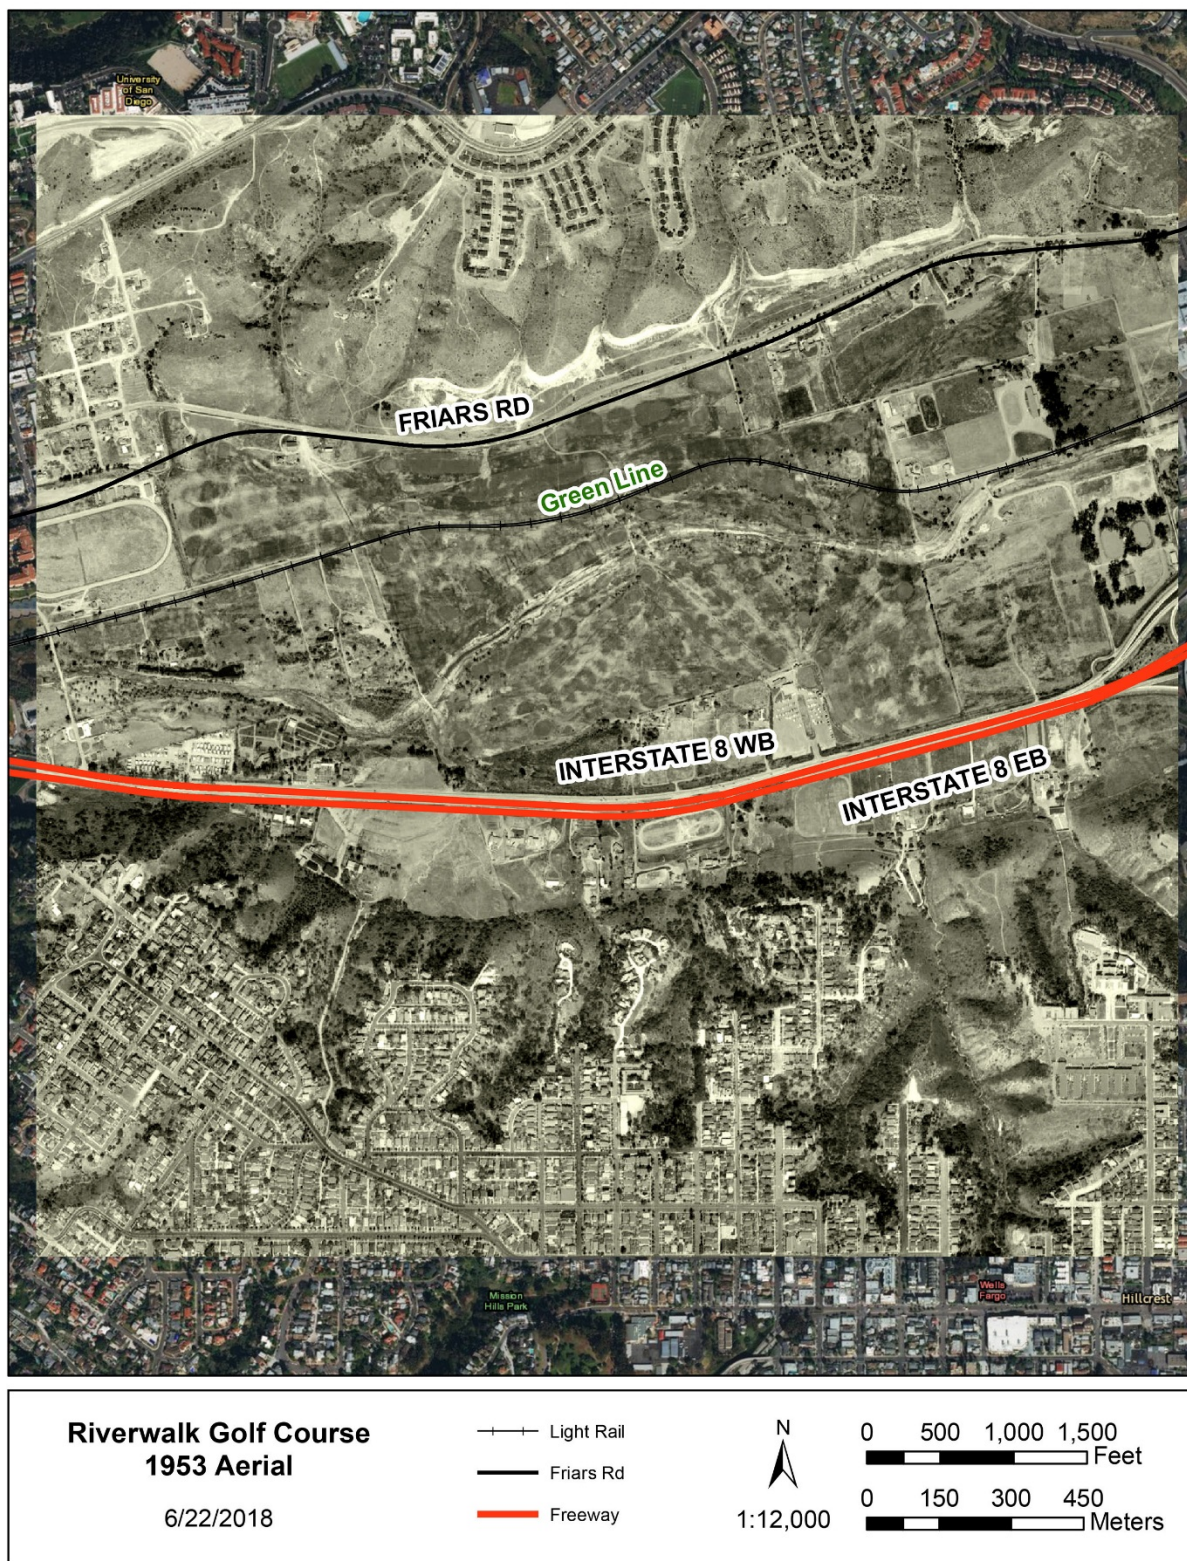 University
of San
Diego
FRIARS RD
Green Line
INTERSTATE 8 WB
INTERSTATE 8 EB
Mission
Hills Park
Wells
Fargo
Hillcrest
Riverwalk Golf Course
1953 Aerial
6/22/2018
Light Rail
Friars Rd
Freeway
N
1:12,000
0 500 1,000 1,500
Feet
0 150 300 450
Meters